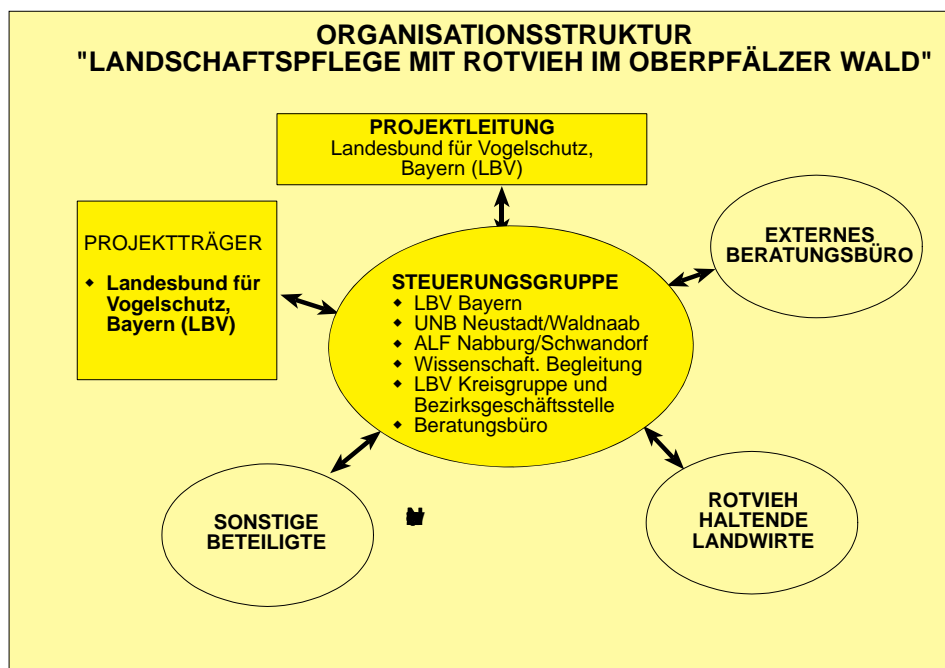 ORGANISATIONSSTRUKTUR
"LANDSCHAFTSPFLEGE MIT ROTVIEH IM OBERPFÄLZER WALD"
PROJEKTLEITUNG
Landesbund für Vogelschutz,
Bayern (LBV)
PROJEKTTRÄGER
◆ Landesbund für
Vogelschutz,
Bayern (LBV)
EXTERNES
BERATUNGSBÜRO
STEUERUNGSGRUPPE
◆ LBV Bayern
◆ UNB Neustadt/Waldnaab
◆ ALF Nabburg/Schwandorf
◆ Wissenschaft. Begleitung
◆ LBV Kreisgruppe und
Bezirksgeschäftsstelle
◆ Beratungsbüro
SONSTIGE
BETEILIGTE
ROTVIEH
HALTENDE
LANDWIRTE